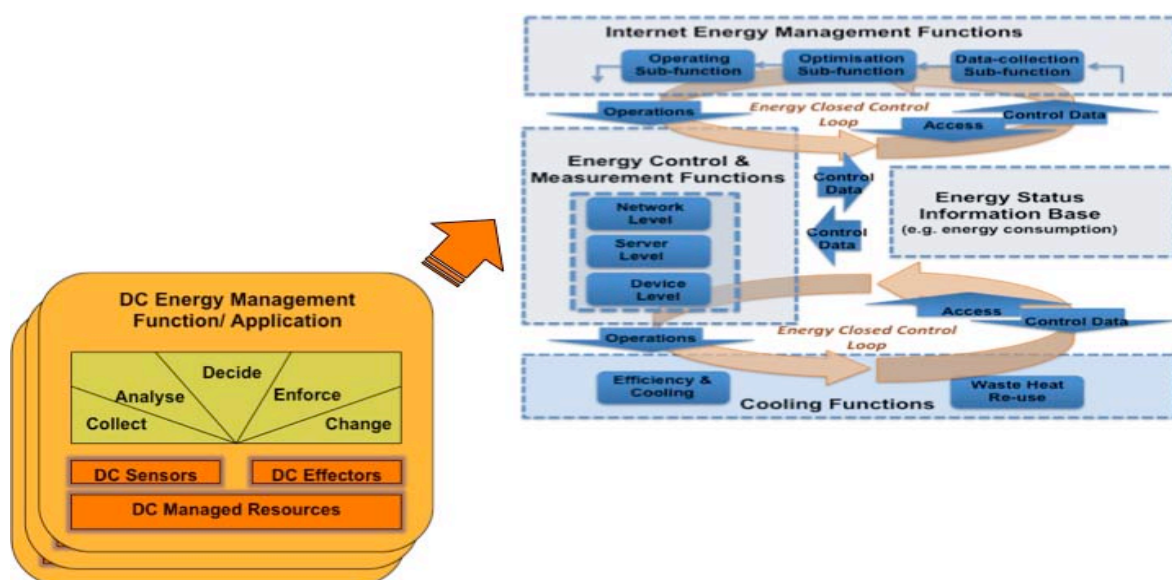 Internet Energy Management Functions
Operating
Sub-function
Optimisation
Sub-function
Data-collection
Sub-function
Operations
Energy Closed Control
Loop
Access
Control Data
Energy Control &
Measurement Functions
Network
Level
Server
Level
Device
Level
Control
Data
Control
Data
Energy Status
Information Base
(e.g. energy consumption)
Operations
Energy Closed Control
Loop
Access
Control Data
Efficiency &
Cooling
Waste Heat
Re-use
Cooling Functions
DC Energy Management
Function/ Application
Collect
Analyse
Decide
Enforce
Change
DC Sensors
DC Effectors
DC Managed Resources